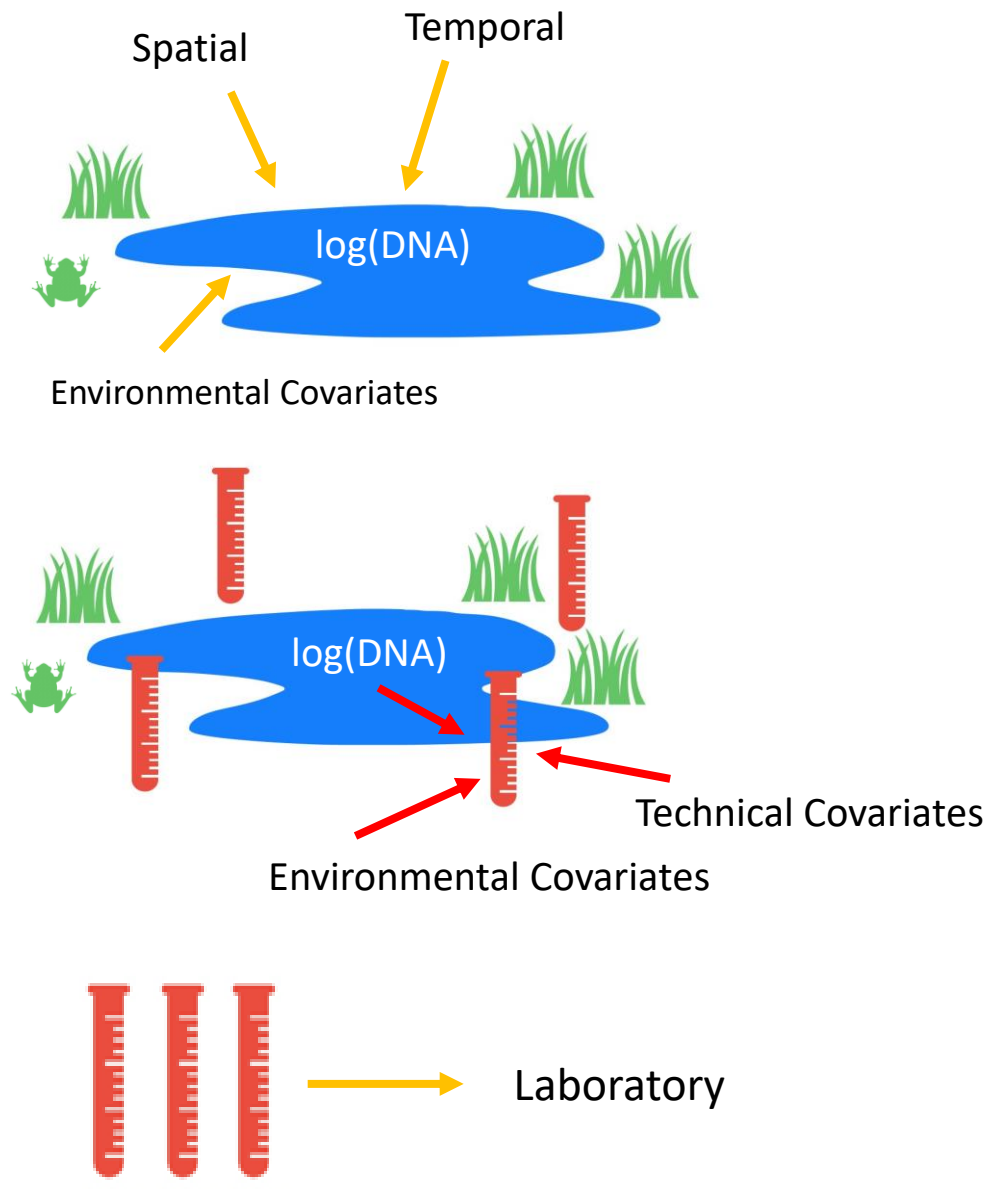 Spatial
Temporal
log(DNA)
Environmental Covariates
log(DNA)
Technical Covariates
Environmental Covariates
Laboratory